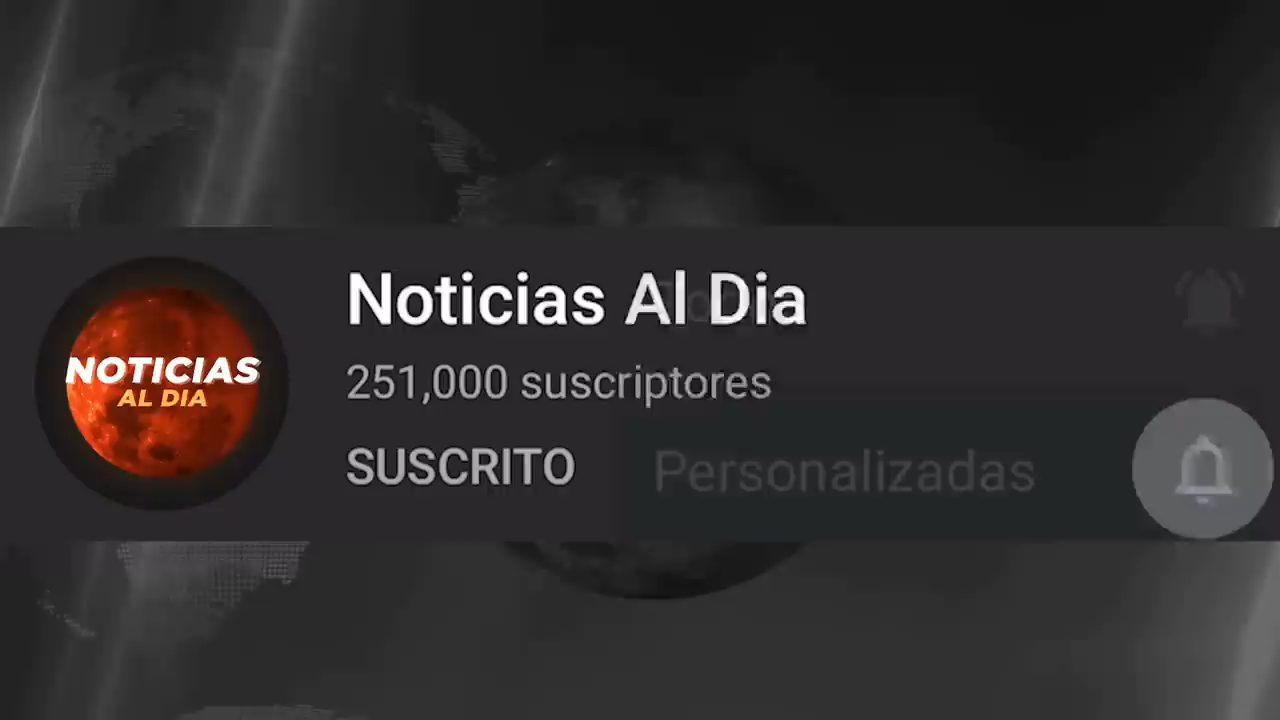 NOTICIAS
AL DIA
Noticias Al Dia
251,000 suscriptores
SUSCRITO
Personalizadas